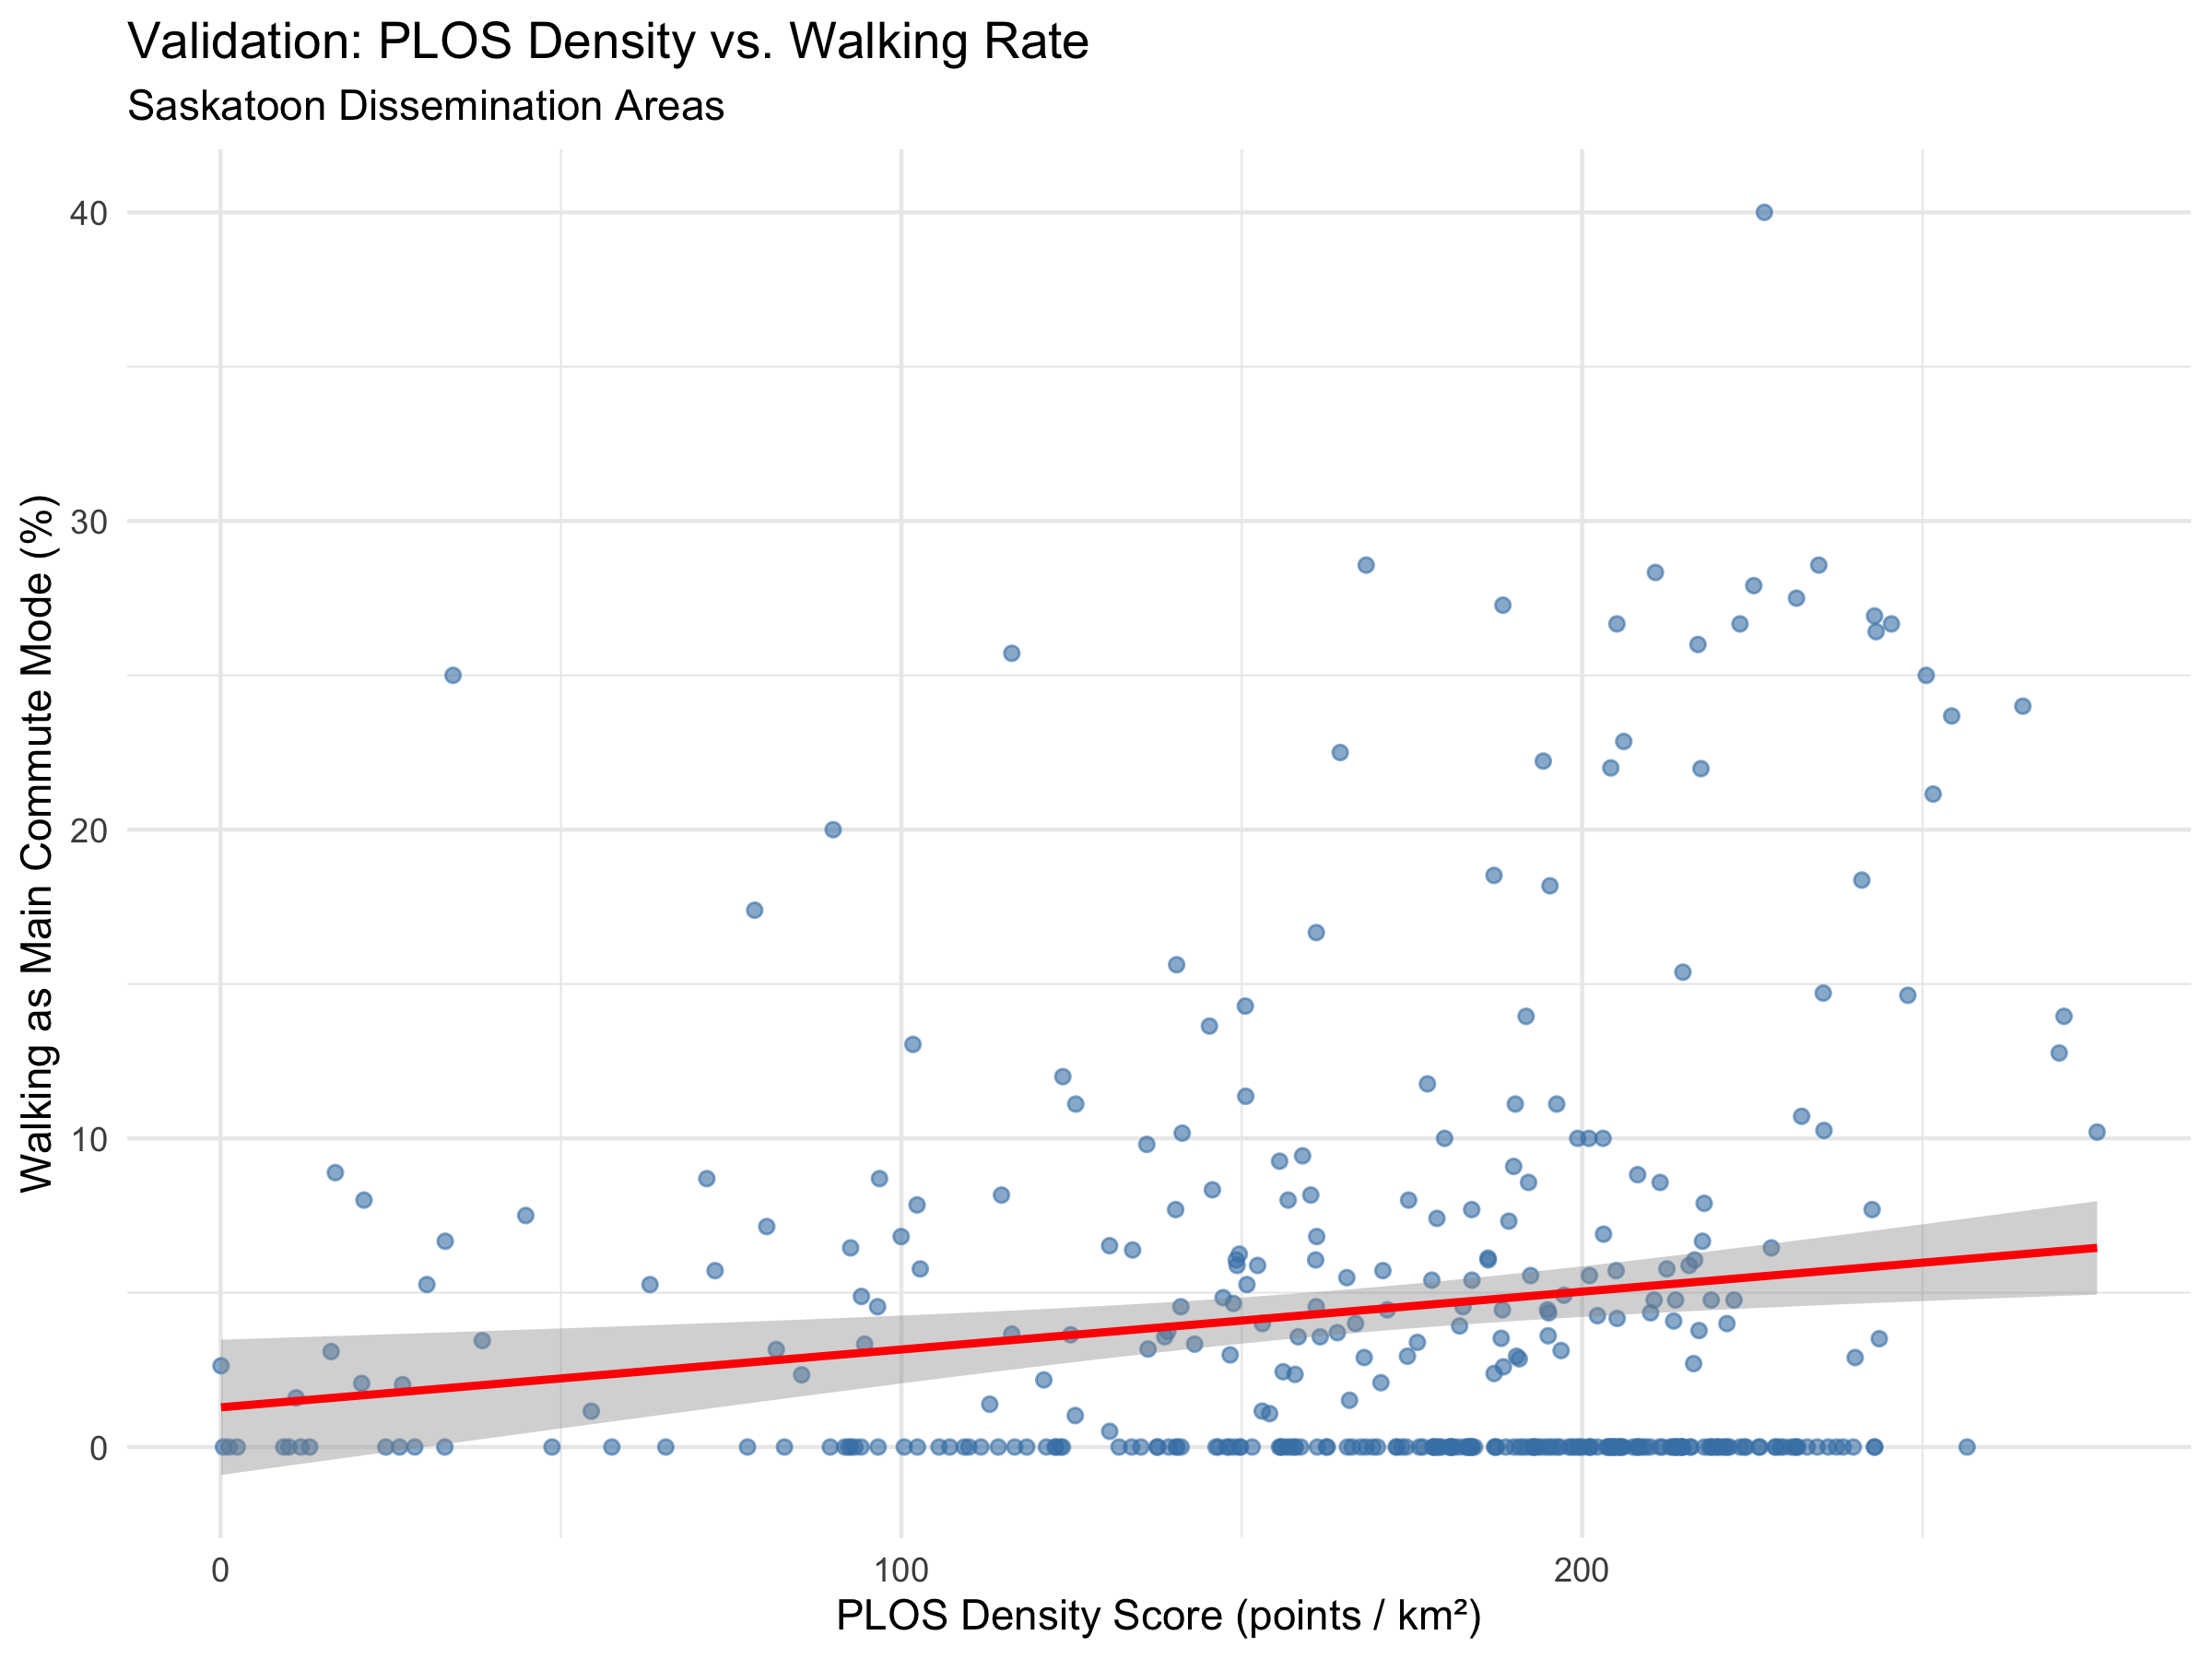 Validation: PLOS Density vs. Walking Rate
Saskatoon Dissemination Areas
Walking as Main Commute Mode (%)
40
30
20
10
0
0
100
200
PLOS Density Score (points / km²)